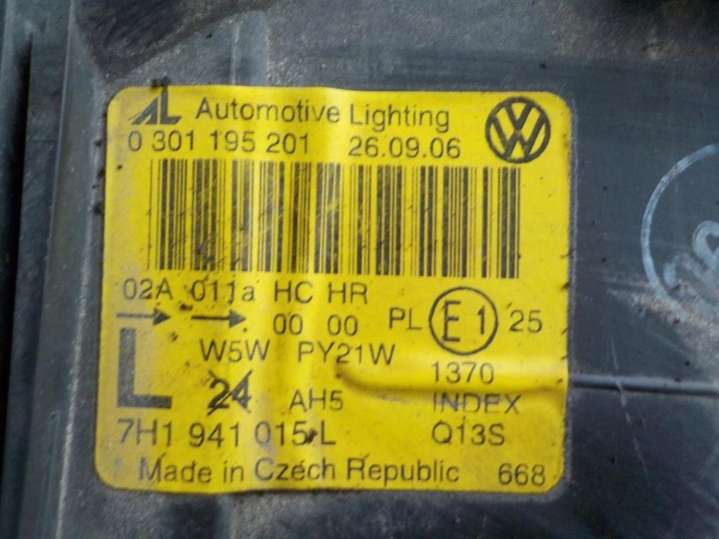 AL Automotive Lighting
0 301 195 201 26.09.06
02A 011a HC HR
→ → 00 00 PL E1 25
W5W PY21W 1370
L 24 AH5 INDEX
7H1 941 015 L Q13S
Made in Czech Republic 668